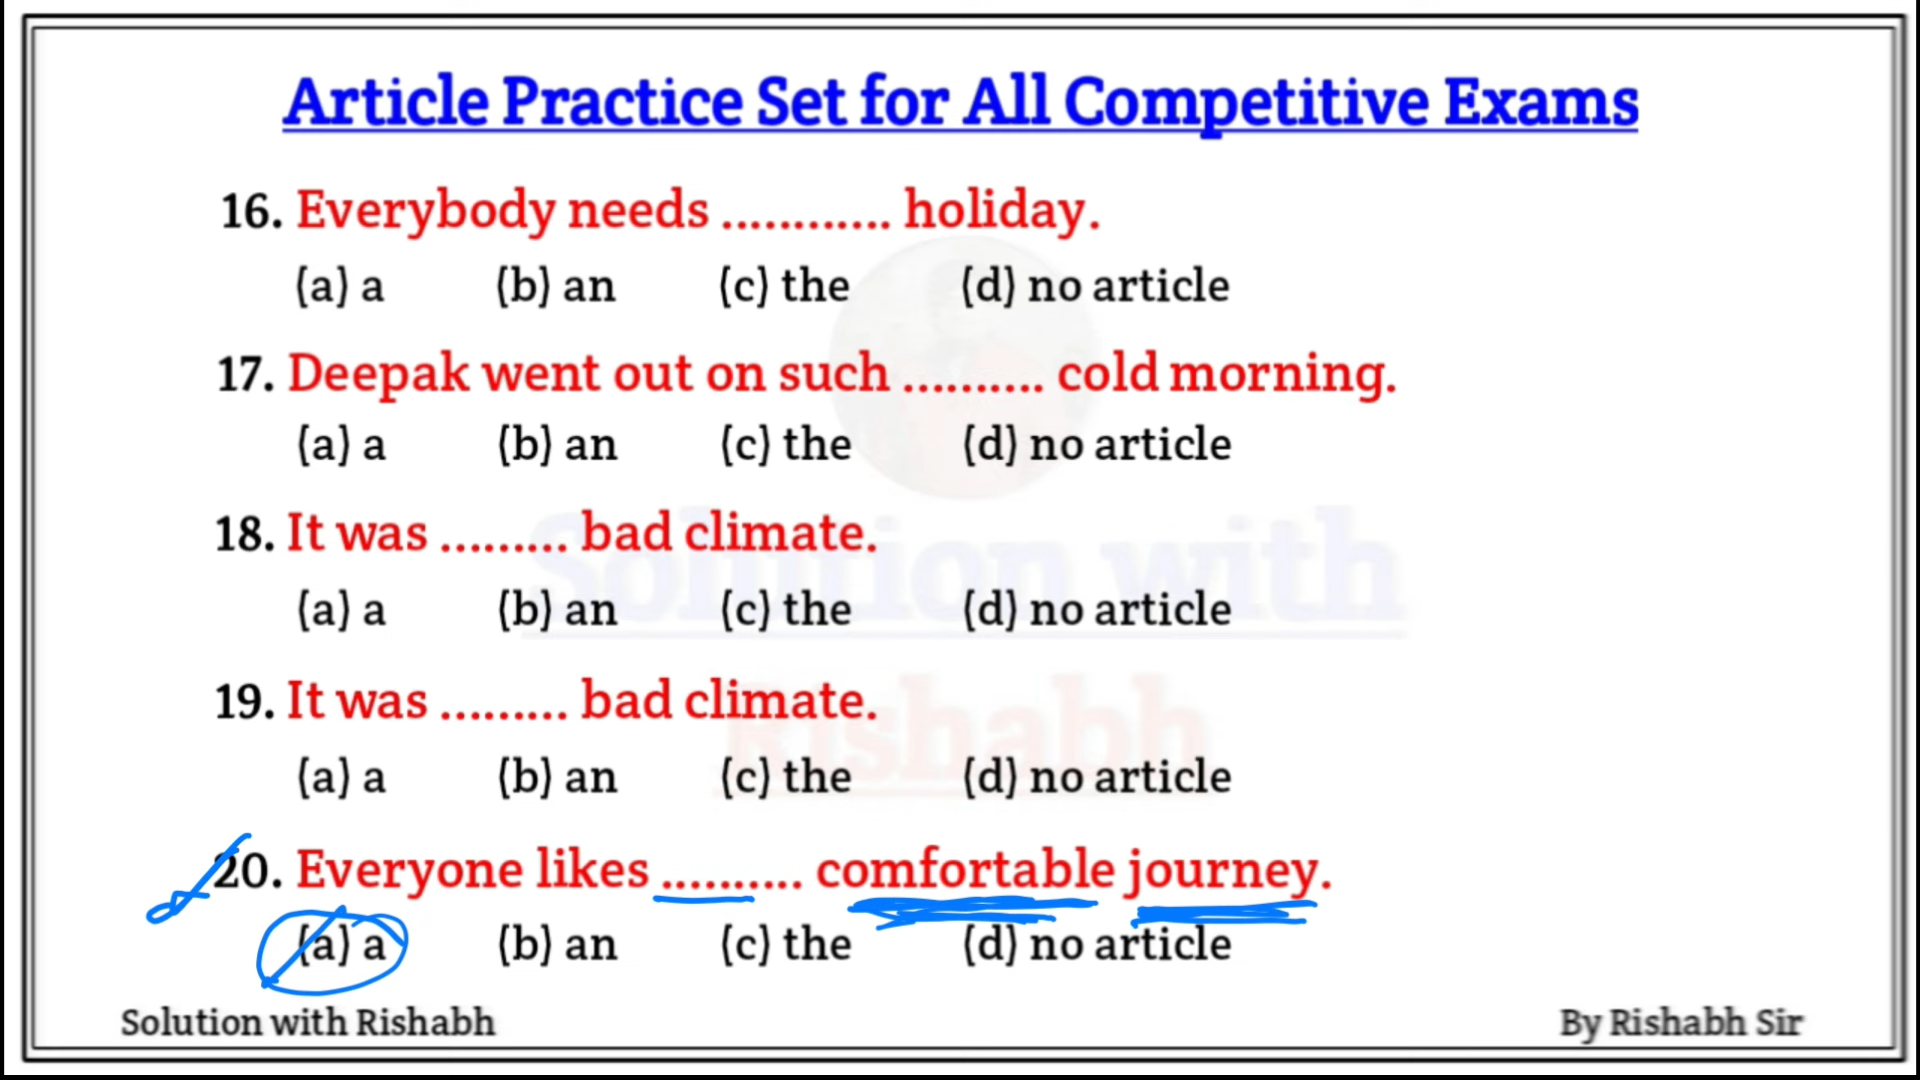 Article Practice Set for All Competitive Exams
16. Everybody needs ............ holiday.
(a) a (b) an (c) the (d) no article
17. Deepak went out on such .......... cold morning.
(a) a (b) an (c) the (d) no article
18. It was ......... bad climate.
(a) a (b) an (c) the (d) no article
19. It was ......... bad climate.
(a) a (b) an (c) the (d) no article
20. Everyone likes .......... comfortable journey.
(a) a (b) an (c) the (d) no article
Solution with Rishabh
Solution with Rishabh By Rishabh Sir